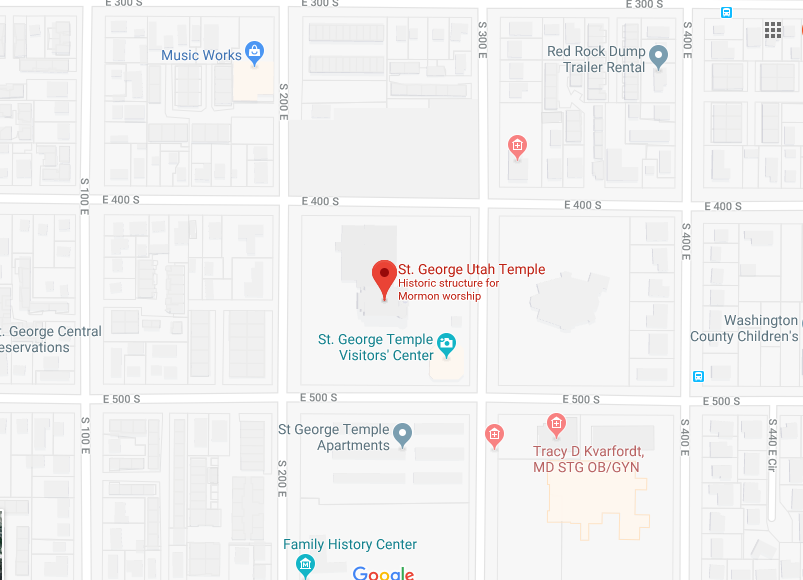 E 300 S
E 300 S
E 300 S
Music Works
Red Rock Dump
Trailer Rental
S 200 E
S 300 E
S 400 E
S 100 E
E 400 S
E 400 S
E 400 S
E 400 S
S 400 E
St. George Utah Temple
Historic structure for
Mormon worship
St. George Temple
Visitors' Center
t. George Central
eservations
Washington
County Children's
E 500 S
E 500 S
E 500 S
E 500 S
S 100 E
S 200 E
S 400 E
S 440 E Cir
St George Temple
Apartments
Tracy D Kvarfordt,
MD STG OB/GYN
Family History Center
Google